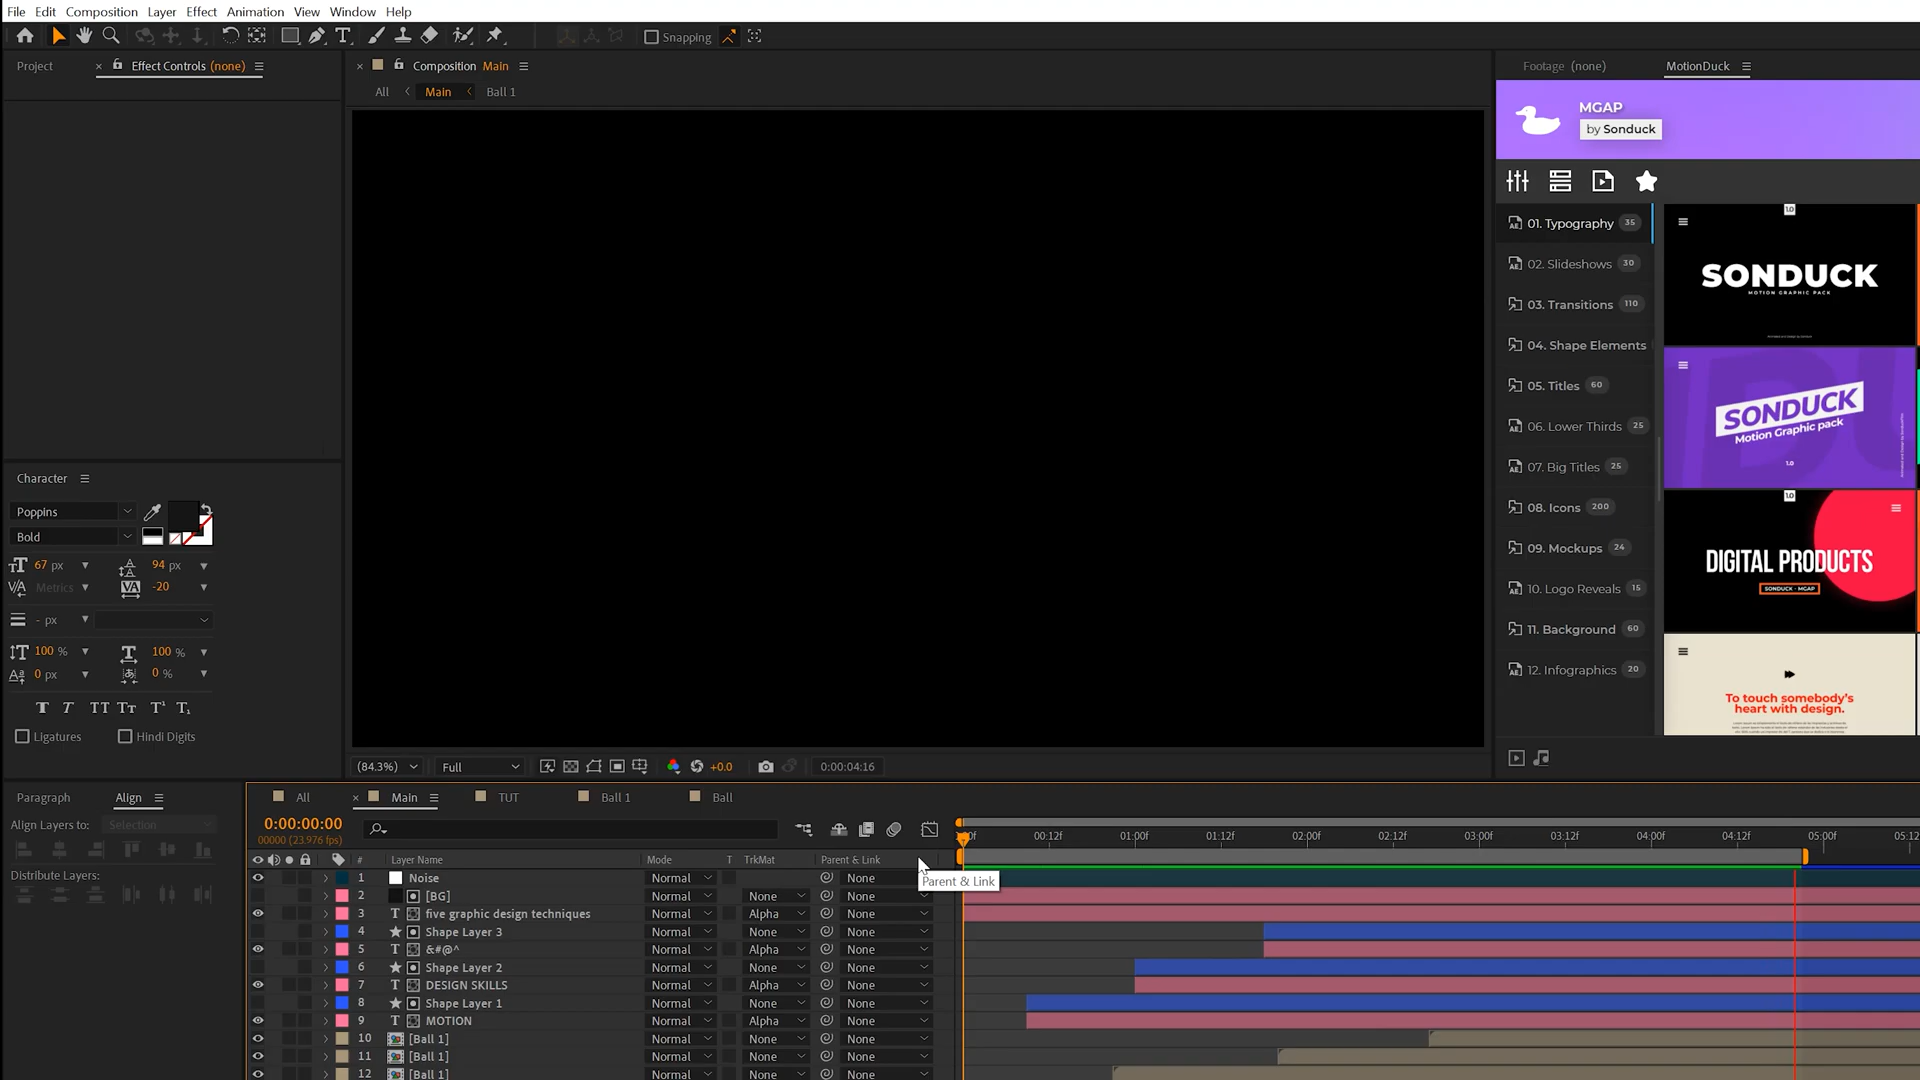 File Edit Composition Layer Effect Animation View Window Help
Snapping
Project
× Effect Controls (none)
× Composition Main
Footage (none) MotionDuck
All Main Ball 1
MGAP
by Sonduck
01. Typography 35
02. Slideshows 30
03. Transitions 110
04. Shape Elements
05. Titles 60
06. Lower Thirds 25
07. Big Titles 25
08. Icons 200
09. Mockups 24
10. Logo Reveals 15
11. Background 60
12. Infographics 20
1.0
SONDUCK
MOTION GRAPHIC PACK
SONDUCK
Motion Graphic pack
1.0
1.0
DIGITAL PRODUCTS
SONDUCK - MGAP
To touch somebody's
heart with design.
Character
Poppins
Bold
67 px 94 px
Metrics -20
- px
100 % 100 %
0 px 0 %
Ligatures Hindi Digits
(84.3%) Full +0.0 0:00:04:16
Paragraph Align
Align Layers to: Selection
Distribute Layers:
All × Main TUT Ball 1 Ball
0:00:00:00
00000 (23.976 fps)
00:12f 01:00f 01:12f 02:00f 02:12f 03:00f 03:12f 04:00f 04:12f 05:00f 05:12
# Layer Name Mode T TrkMat Parent & Link
1 Noise Normal None
Parent & Link
2 [BG] Normal None None
3 five graphic design techniques Normal Alpha None
4 Shape Layer 3 Normal None None
5 &#@^ Normal Alpha None
6 Shape Layer 2 Normal None None
7 DESIGN SKILLS Normal Alpha None
8 Shape Layer 1 Normal None None
9 MOTION Normal Alpha None
10 [Ball 1] Normal None None
11 [Ball 1] Normal None None
12 [Ball 1] Normal None None